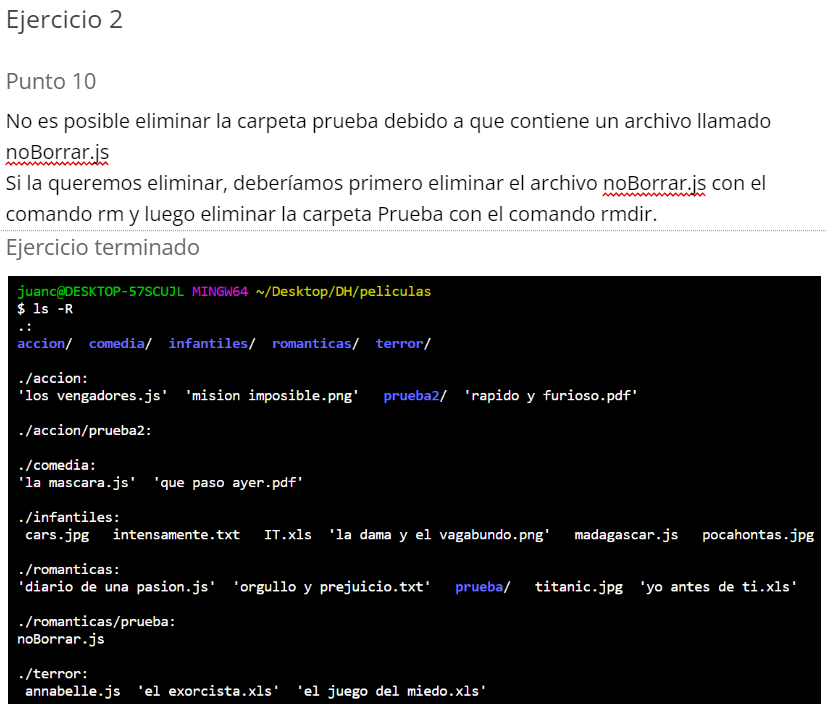 Ejercicio 2
Punto 10
No es posible eliminar la carpeta prueba debido a que contiene un archivo llamado
noBorrar.js
Si la queremos eliminar, deberíamos primero eliminar el archivo noBorrar.js con el
comando rm y luego eliminar la carpeta Prueba con el comando rmdir.
Ejercicio terminado
juanc@DESKTOP-57SCUJL MINGW64 ~/Desktop/DH/peliculas
$ ls -R
.:
accion/  comedia/  infantiles/  romanticas/  terror/
./accion:
'los vengadores.js'  'mision imposible.png'   prueba2/  'rapido y furioso.pdf'
./accion/prueba2:
./comedia:
'la mascara.js'  'que paso ayer.pdf'
./infantiles:
cars.jpg   intensamente.txt   IT.xls  'la dama y el vagabundo.png'   madagascar.js   pocahontas.jpg
./romanticas:
'diario de una pasion.js'  'orgullo y prejuicio.txt'   prueba/   titanic.jpg  'yo antes de ti.xls'
./romanticas/prueba:
noBorrar.js
./terror:
annabelle.js  'el exorcista.xls'  'el juego del miedo.xls'